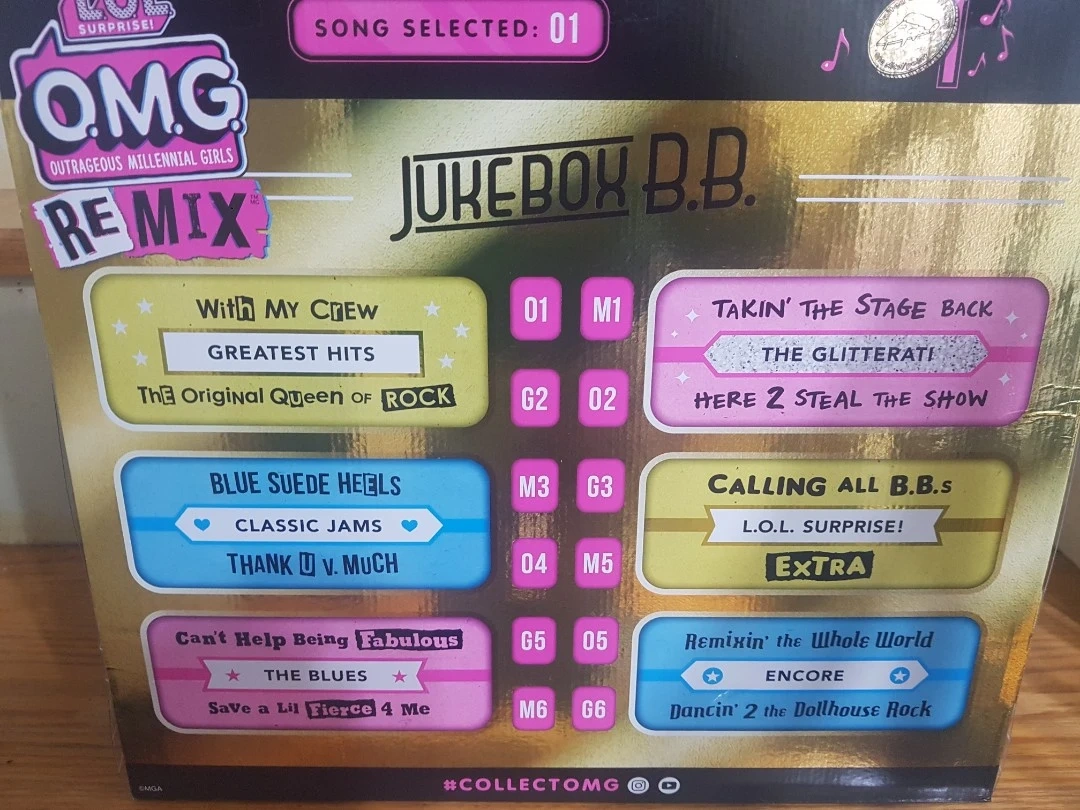 L.O.L.
SURPRISE!
O.M.G.
OUTRAGEOUS MILLENNIAL GIRLS
REMIX
SONG SELECTED: 01
JUKEBOX B.B.
With MY CrEW
GREATEST HITS
ThE OriginAl QuEEn OF ROCK
01 M1
G2 02
TAKIN' THE STAGE BACK
THE GLITTERATI
HERE 2 STEAL THE SHOW
BLUE SUEDE HEELS
CLASSIC JAMS
THANK U V. MUCH
M3 G3
04 M5
CALLING ALL B.B.s
L.O.L. SURPRISE!
EXTRA
Can't Help Being Fabulous
THE BLUES
Save a Lil Fierce 4 Me
G5 05
M6 G6
Remixin' the Whole World
ENCORE
Dancin' 2 the Dollhouse Rock
©MGA
#COLLECTOMG